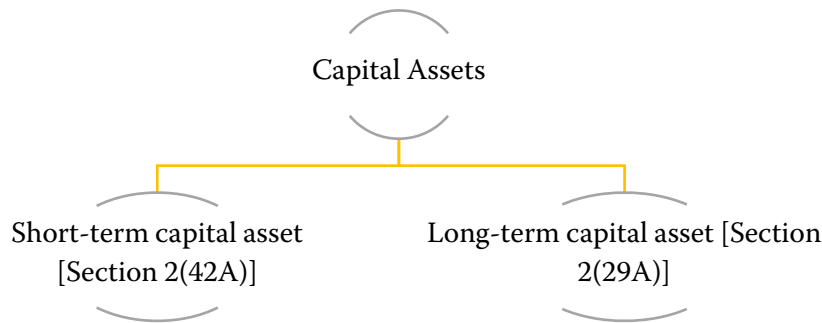 Capital Assets
Short-term capital asset
[Section 2(42A)]
Long-term capital asset [Section
2(29A)]